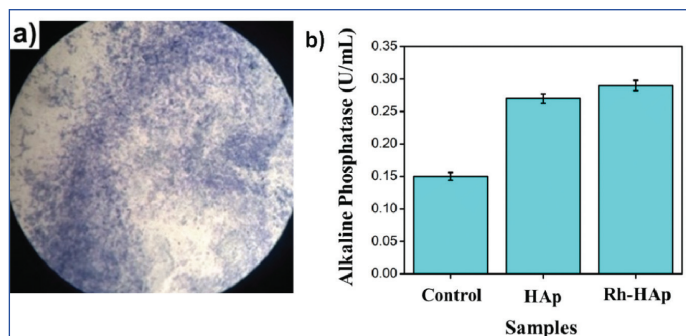 a)
b)
Alkaline Phosphatase (U/mL)
0.35
0.30
0.25
0.20
0.15
0.10
0.05
0.00
Control HAp Rh-HAp
Samples